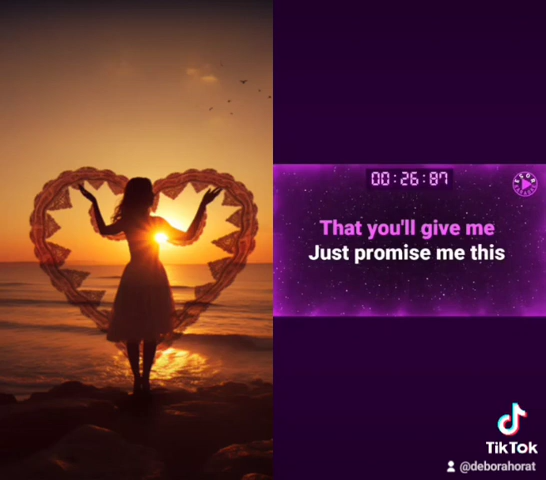 00:26:87
That you'll give me
Just promise me this
TikTok
@deborahorat